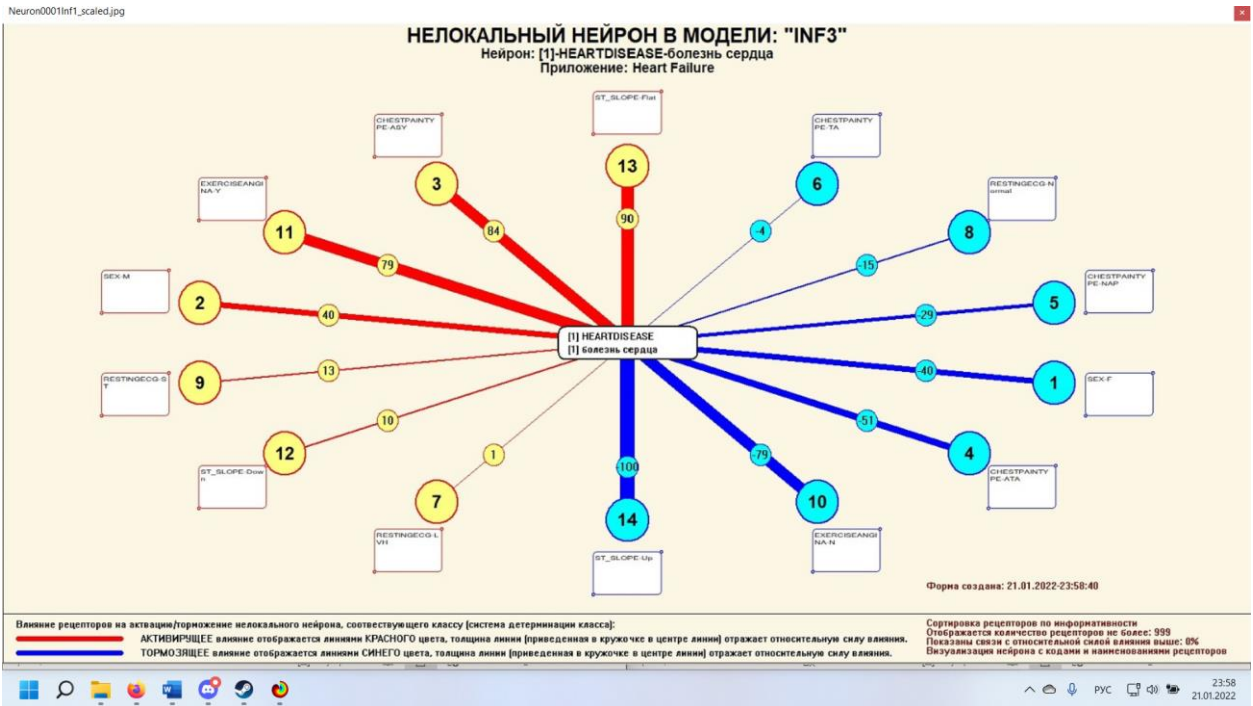 Neuron0001Inf1_scaled.jpg
НЕЛОКАЛЬНЫЙ НЕЙРОН В МОДЕЛИ: "INF3"
Нейрон: [1]-HEARTDISEASE-болезнь сердца
Приложение: Heart Failure
ST_SLOPE-Flat
13
90
CHESTPAINTY
PE-ASY
3
84
EXERCISEANGI
NA-Y
11
79
SEX-M
2
40
RESTINGECG-S
T
9
13
ST_SLOPE-Dow
n
12
10
RESTINGECG-L
VH
7
1
CHESTPAINTY
PE-TA
6
-4
RESTINGECG-N
ormal
8
-15
CHESTPAINTY
PE-NAP
5
-29
SEX-F
1
-40
CHESTPAINTY
PE-ATA
4
-51
EXERCISEANGI
NA-N
10
-79
ST_SLOPE-Up
14
-100
[1] HEARTDISEASE
[1] болезнь сердца
Форма создана: 21.01.2022-23:58:40
Влияние рецепторов на актвацию/торможение нелокального нейрона, соотвествующего классу (система детерминации класса):
АКТИВИРУЩЕЕ влияние отображается линиями КРАСНОГО цвета, толщина линии (приведенная в кружочке в центре линии) отражает относительную силу влияния.
ТОРМОЗЯЩЕЕ влияние отображается линиями СИНЕГО цвета, толщина линии (приведенная в кружочке в центре линии) отражает относительную силу влияния.
Сортировка рецепторов по информативности
Отображается количество рецепторов не более: 999
Показаны связи с относительной силой влияния выше: 0%
Визуализация нейрона с кодами и наименованиями рецепторов
РУС
23:58
21.01.2022